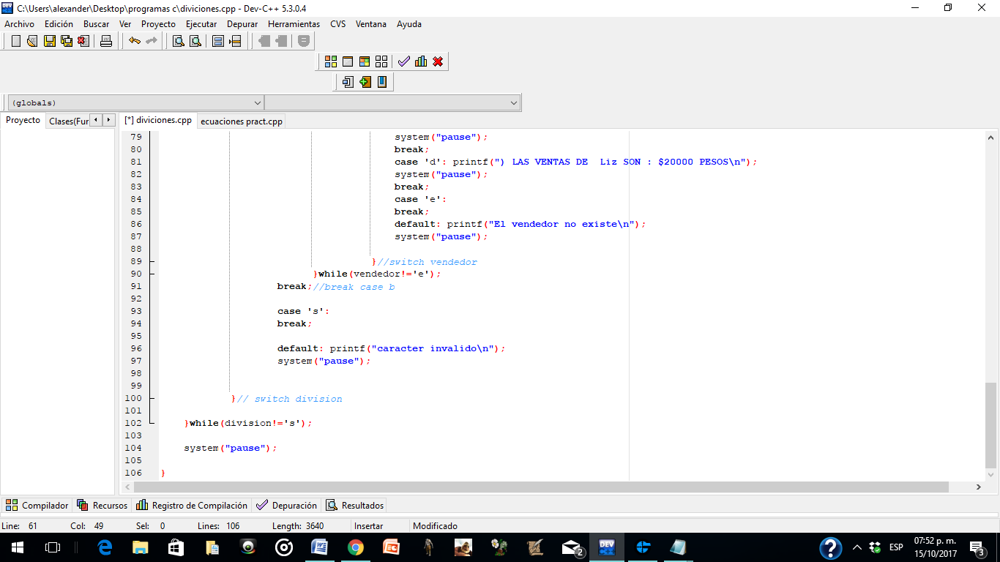 C:\Users\alexander\Desktop\programas c\diviciones.cpp - Dev-C++ 5.3.0.4
Archivo Edición Buscar Ver Proyecto Ejecutar Depurar Herramientas CVS Ventana Ayuda
(globals)
Proyecto Clases(Fur [*] diviciones.cpp ecuaciones pract.cpp
79 system("pause");
80 break;
81 case 'd': printf(") LAS VENTAS DE  Liz SON : $20000 PESOS\n");
82 system("pause");
83 break;
84 case 'e':
85 break;
86 default: printf("El vendedor no existe\n");
87 system("pause");
88
89 }//switch vendedor
90 }while(vendedor!='e');
91 break;//break case b
92
93 case 's':
94 break;
95
96 default: printf("caracter invalido\n");
97 system("pause");
98
99
100 }// switch division
101
102 }while(division!='s');
103
104 system("pause");
105
106 }
Compilador Recursos Registro de Compilación Depuración Resultados
Line: 61 Col: 49 Sel: 0 Lines: 106 Length: 3640 Insertar Modificado
DEV 2 ESP 07:52 p. m.
15/10/2017 3